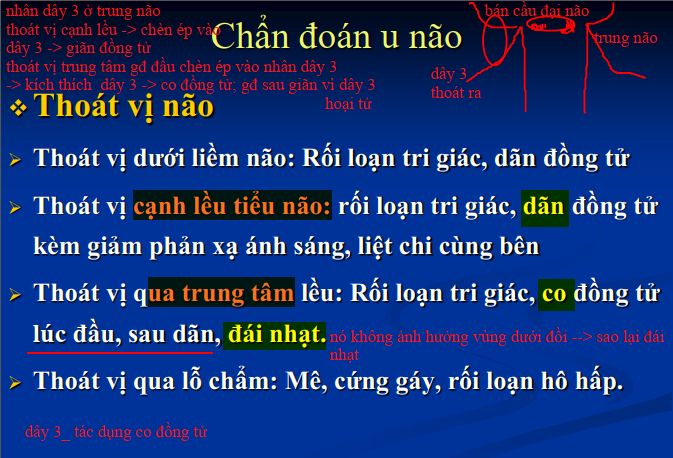 nhân dây 3 ở trung não
thoát vị cạnh lều -> chèn ép vào
dây 3 -> giãn đồng tử
thoát vị trung tâm gđ đầu chèn ép vào nhân dây 3
-> kích thích dây 3 -> co đồng tử; gđ sau giãn vì dây 3
hoại tử
bán cầu đại não
trung não
dây 3
thoát ra
Chẩn đoán u não
❖ Thoát vị não
➢ Thoát vị dưới liềm não: Rối loạn tri giác, dãn đồng tử
➢ Thoát vị cạnh lều tiểu não: rối loạn tri giác, dãn đồng tử
kèm giảm phản xạ ánh sáng, liệt chi cùng bên
➢ Thoát vị qua trung tâm lều: Rối loạn tri giác, co đồng tử
lúc đầu, sau dãn, đái nhạt.
nó không ảnh hưởng vùng dưới đồi --> sao lại đái
nhạt
➢ Thoát vị qua lỗ chẩm: Mê, cứng gáy, rối loạn hô hấp.
dây 3_ tác dụng co đồng tử